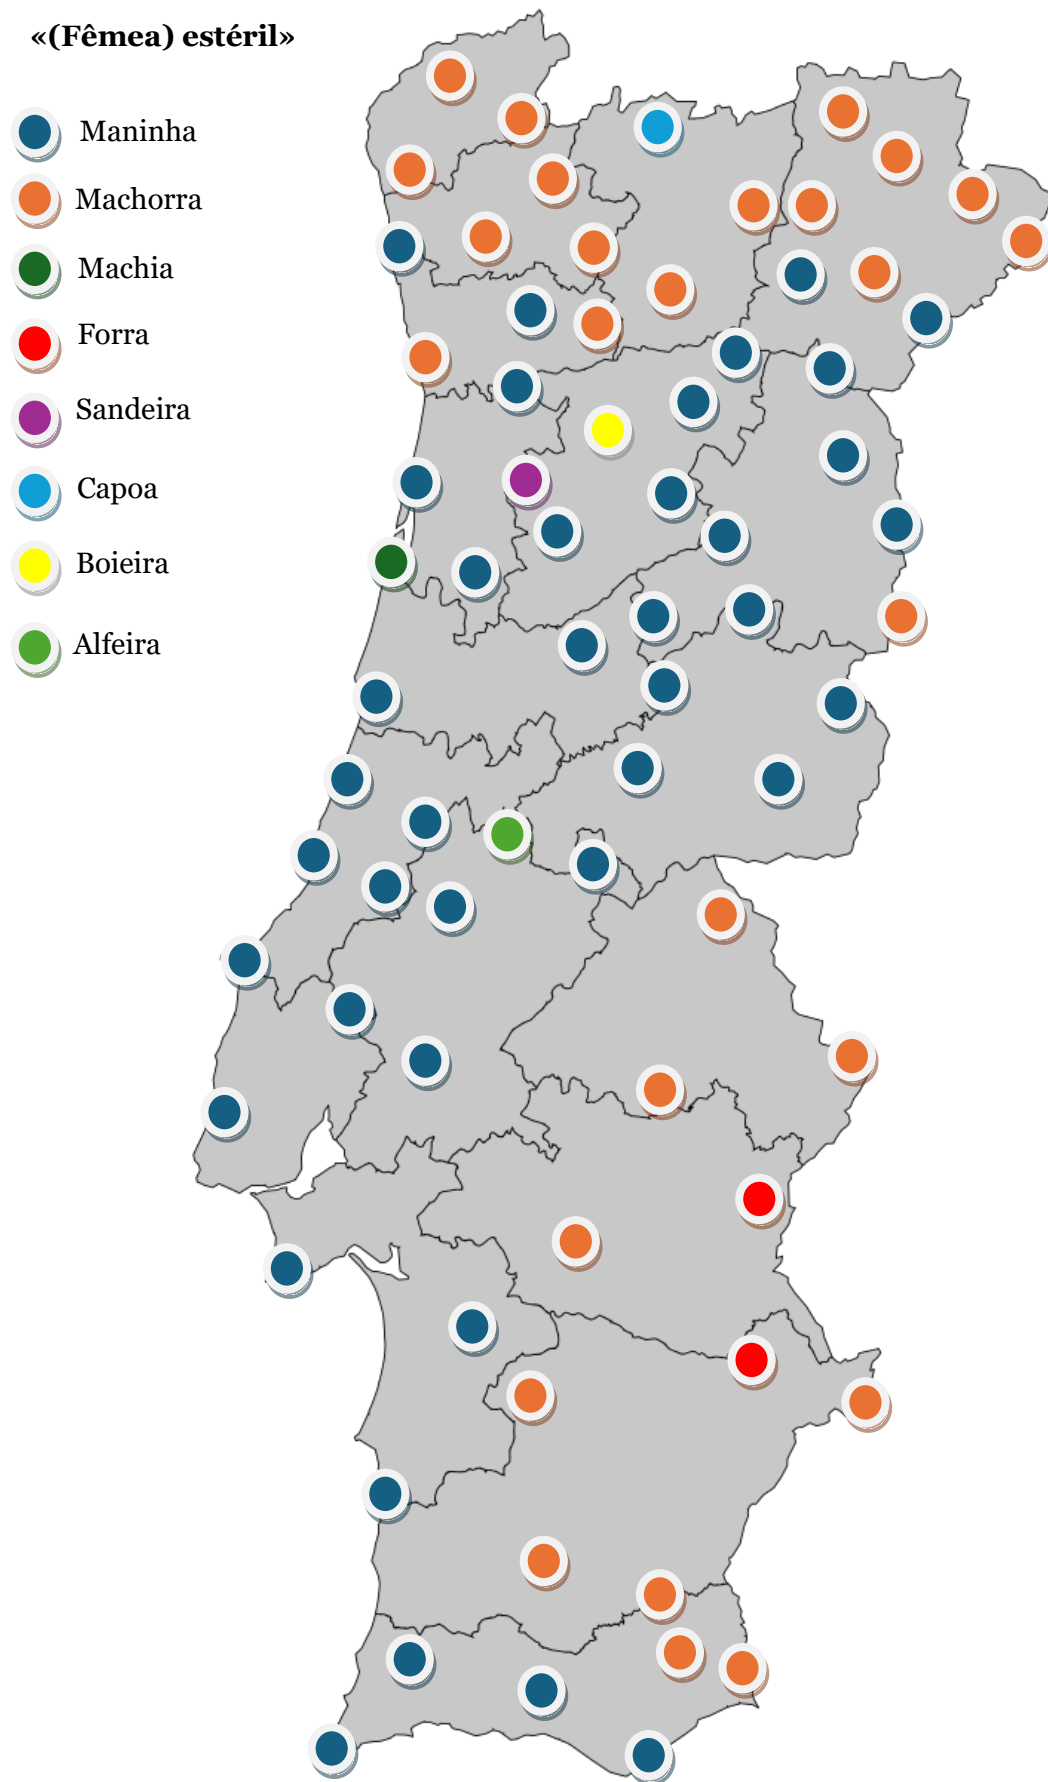 «(Fêmea) estéril»
Maninha
Machorra
Machia
Forra
Sandeira
Capoa
Boieira
Alfeira